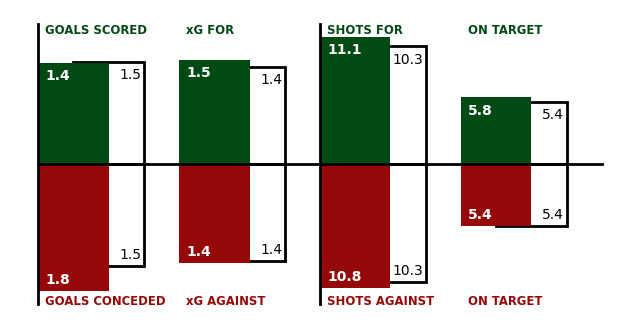 GOALS SCORED xG FOR SHOTS FOR ON TARGET
1.4 1.5 1.5 1.4 11.1 10.3 5.8 5.4
1.8 1.5 1.4 1.4 10.8 10.3 5.4 5.4
GOALS CONCEDED xG AGAINST SHOTS AGAINST ON TARGET